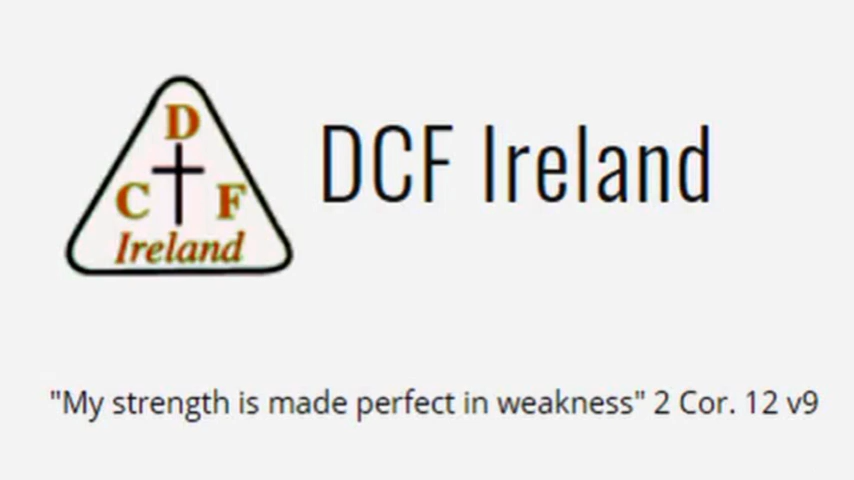 D
C F
Ireland
DCF Ireland
"My strength is made perfect in weakness" 2 Cor. 12 v9